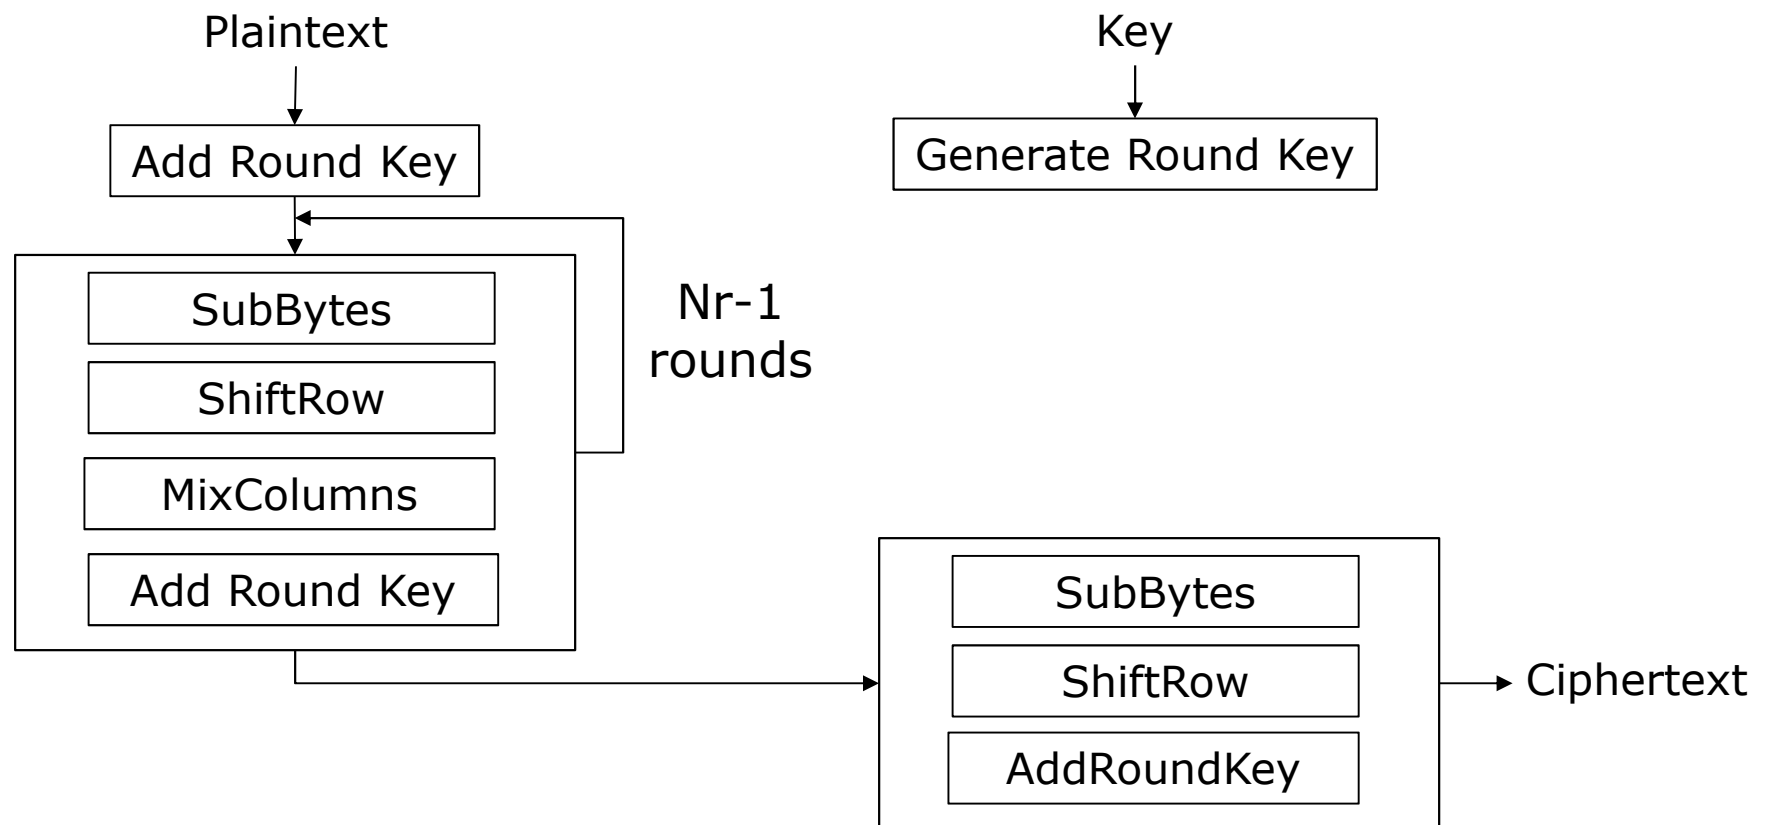 Plaintext
Key
Add Round Key
Generate Round Key
SubBytes
ShiftRow
MixColumns
Add Round Key
Nr-1
rounds
SubBytes
ShiftRow
AddRoundKey
Ciphertext